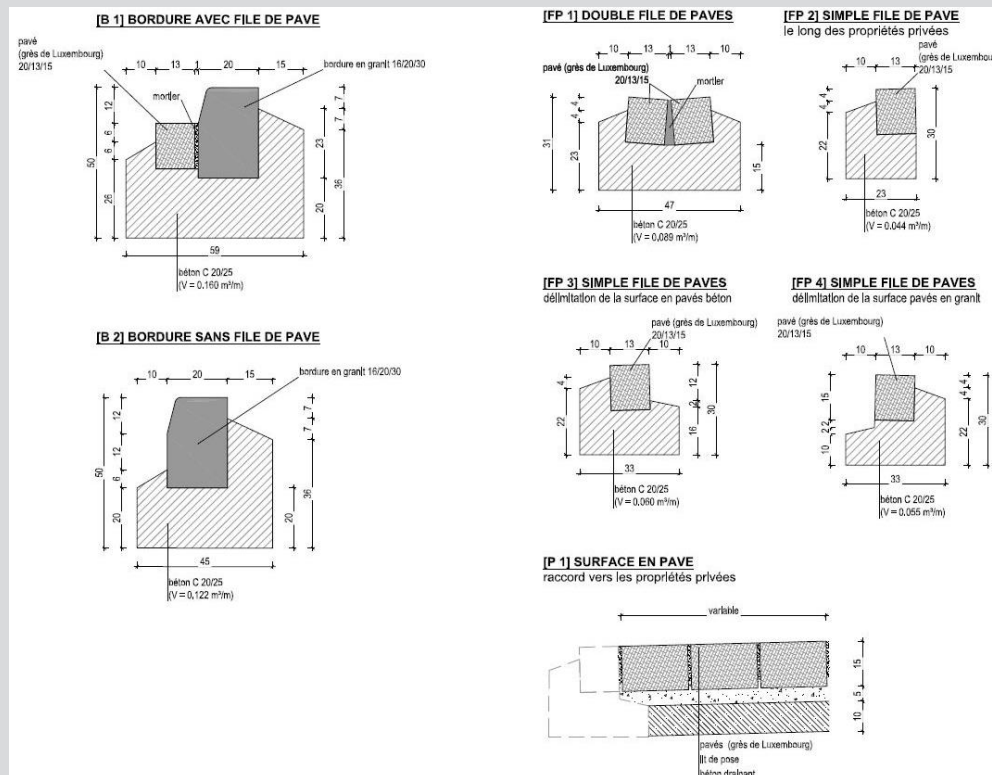 [B 1] BORDURE AVEC FILE DE PAVE
pavé
(grès de Luxembourg)
20/13/15
10 13 1 20 15
bordure en granit 16/20/30
mortier
12
6
6
50
26
7
7
23
36
20
59
béton C 20/25
(V = 0.160 m³/m)
[B 2] BORDURE SANS FILE DE PAVE
10 20 15
bordure en granit 16/20/30
12
12
6
50
20
7
7
36
20
45
béton C 20/25
(V = 0.122 m³/m)
[FP 1] DOUBLE FILE DE PAVES
10 13 1 13 10
pavé (grès de Luxembourg)
20/13/15
mortier
4
4
31
23
15
47
béton C 20/25
(V = 0.089 m³/m)
[FP 2] SIMPLE FILE DE PAVE
le long des propriétés privées
pavé
(grès de Luxembou
20/13/15
10 13
4
4
22
30
23
béton C 20/25
(V = 0.044 m³/m)
[FP 3] SIMPLE FILE DE PAVES
délimitation de la surface en pavés béton
pavé (grès de Luxembourg)
20/13/15
10 13 10
4
22
12
2
16
30
33
béton C 20/25
(V = 0.060 m³/m)
[FP 4] SIMPLE FILE DE PAVES
délimitation de la surface pavés en granit
pavé (grès de Luxembourg)
20/13/15
10 13 10
15
2
2
10
4
4
22
30
33
béton C 20/25
(V = 0.055 m³/m)
[P 1] SURFACE EN PAVE
raccord vers les propriétés privées
variable
15
5
10
pavés (grès de Luxembourg)
lit de pose
béton drainant